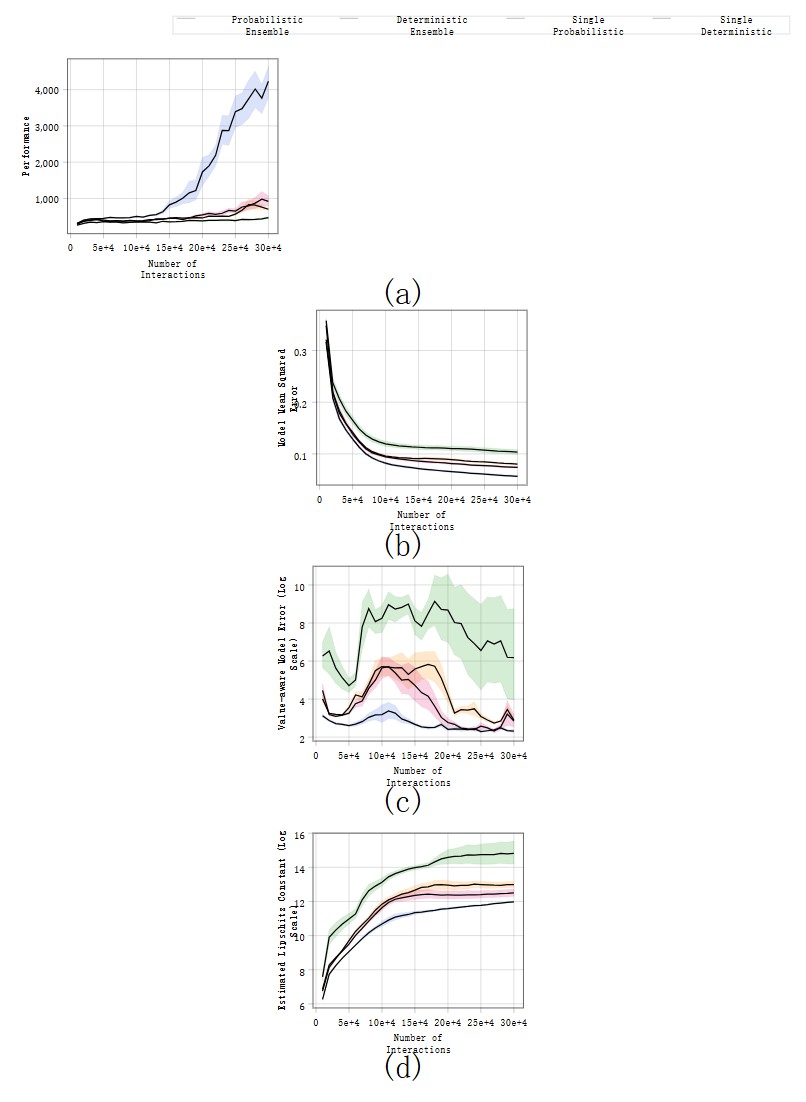 Probabilistic Deterministic Single Single
Ensemble Ensemble Probabilistic Deterministic
Performance
4,000
3,000
2,000
1,000
0 5e+4 10e+4 15e+4 20e+4 25e+4 30e+4
Number of
Interactions
(a)
Model Mean Squared
Error
0.3
0.2
0.1
0 5e+4 10e+4 15e+4 20e+4 25e+4 30e+4
Number of
Interactions
(b)
Value-aware Model Error (Log
Scale)
10
8
6
4
2
0 5e+4 10e+4 15e+4 20e+4 25e+4 30e+4
Number of
Interactions
(c)
Estimated Lipschitz Constant (Log
Scale)
16
14
12
10
8
6
0 5e+4 10e+4 15e+4 20e+4 25e+4 30e+4
Number of
Interactions
(d)